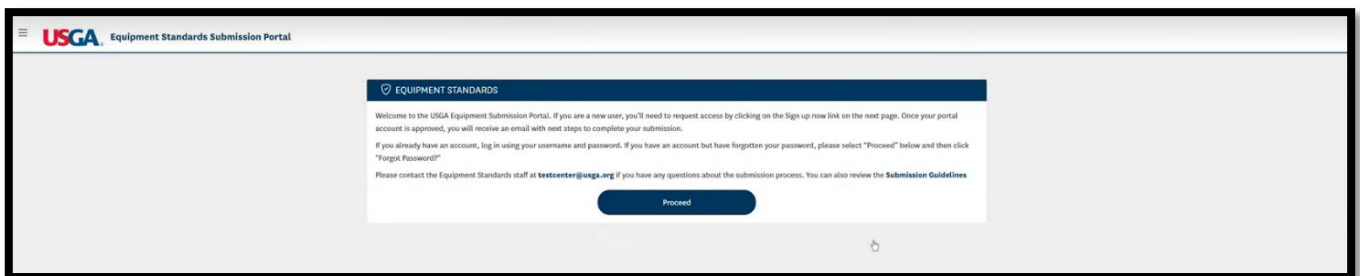 USGA. Equipment Standards Submission Portal
EQUIPMENT STANDARDS
Welcome to the USGA Equipment Submission Portal. If you are a new user, you'll need to request access by clicking on the Sign up now link on the next page. Once your portal
account is approved, you will receive an email with next steps to complete your submission.
If you already have an account, log in using your username and password. If you have an account but have forgotten your password, please select "Proceed" below and then click
"Forgot Password?"
Please contact the Equipment Standards staff at testcenter@usga.org if you have any questions about the submission process. You can also review the Submission Guidelines
Proceed